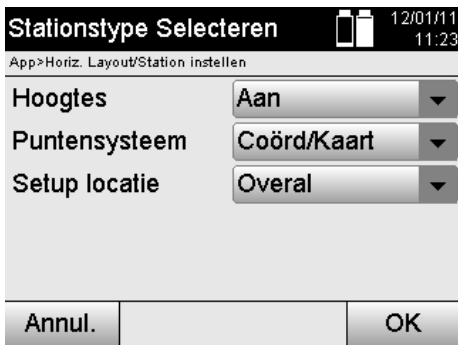 Stationstype Selecteren
12/01/11
11:23
App>Horiz. Layout/Station instellen
Hoogtes Aan
Puntensysteem Coörd/Kaart
Setup locatie Overal
Annul. OK